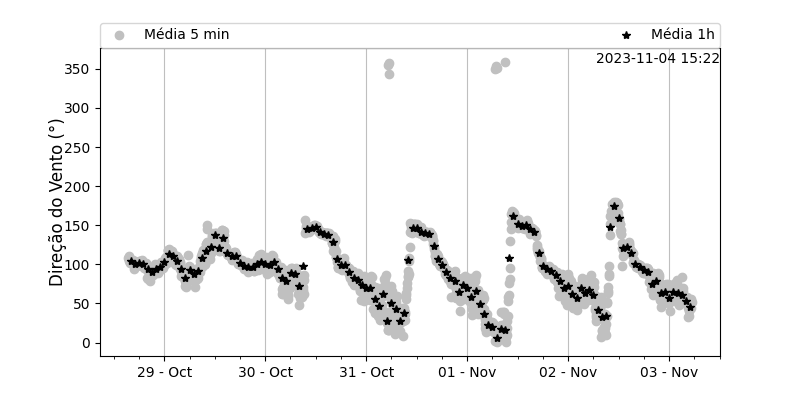 Média 5 min
Média 1h
2023-11-04 15:22
Direção do Vento (°)
350
300
250
200
150
100
50
0
29 - Oct
30 - Oct
31 - Oct
01 - Nov
02 - Nov
03 - Nov